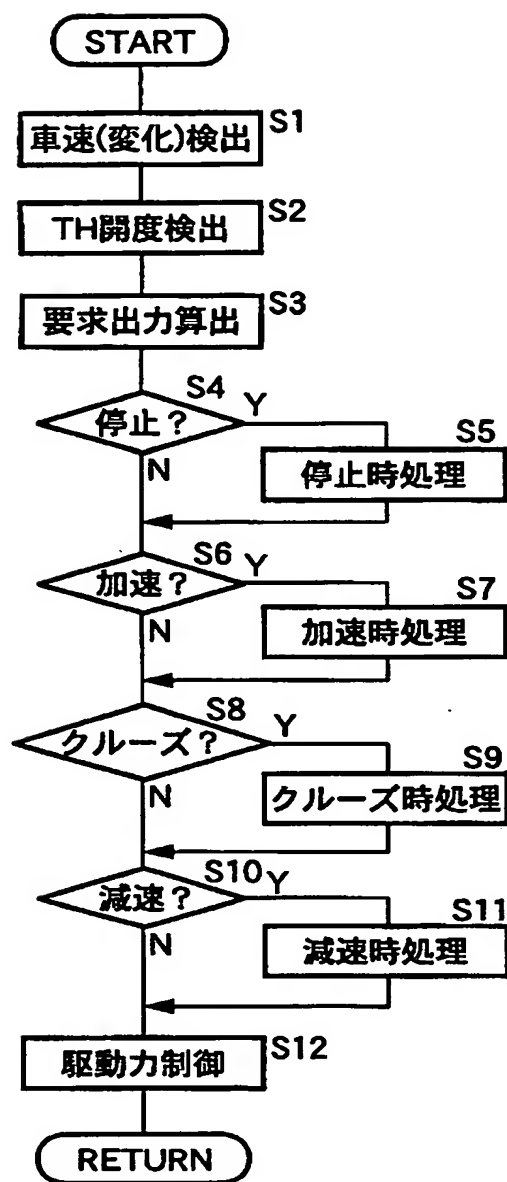 START
車速(変化)検出 S1
TH開度検出 S2
要求出力算出 S3
停止? S4 Y
N
停止時処理 S5
加速? S6 Y
N
加速時処理 S7
クルーズ? S8 Y
N
クルーズ時処理 S9
減速? S10 Y
N
減速時処理 S11
駆動力制御 S12
RETURN